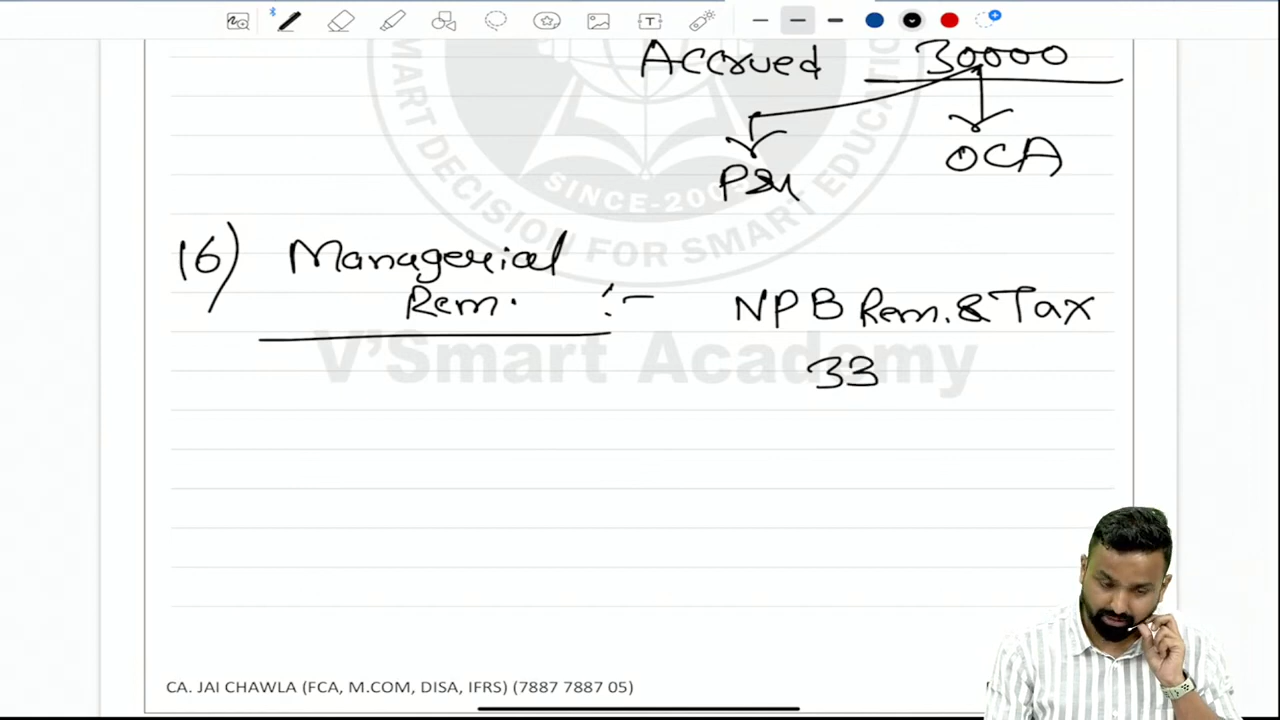 Accrued 30000
P&L OCA
SMART DECISION FOR SMART EDUCATION
SINCE-200
16) Managerial
Rem. :- NPB Rem. & Tax
V'Smart Academy
33
CA. JAI CHAWLA (FCA, M.COM, DISA, IFRS) (7887 7887 05)